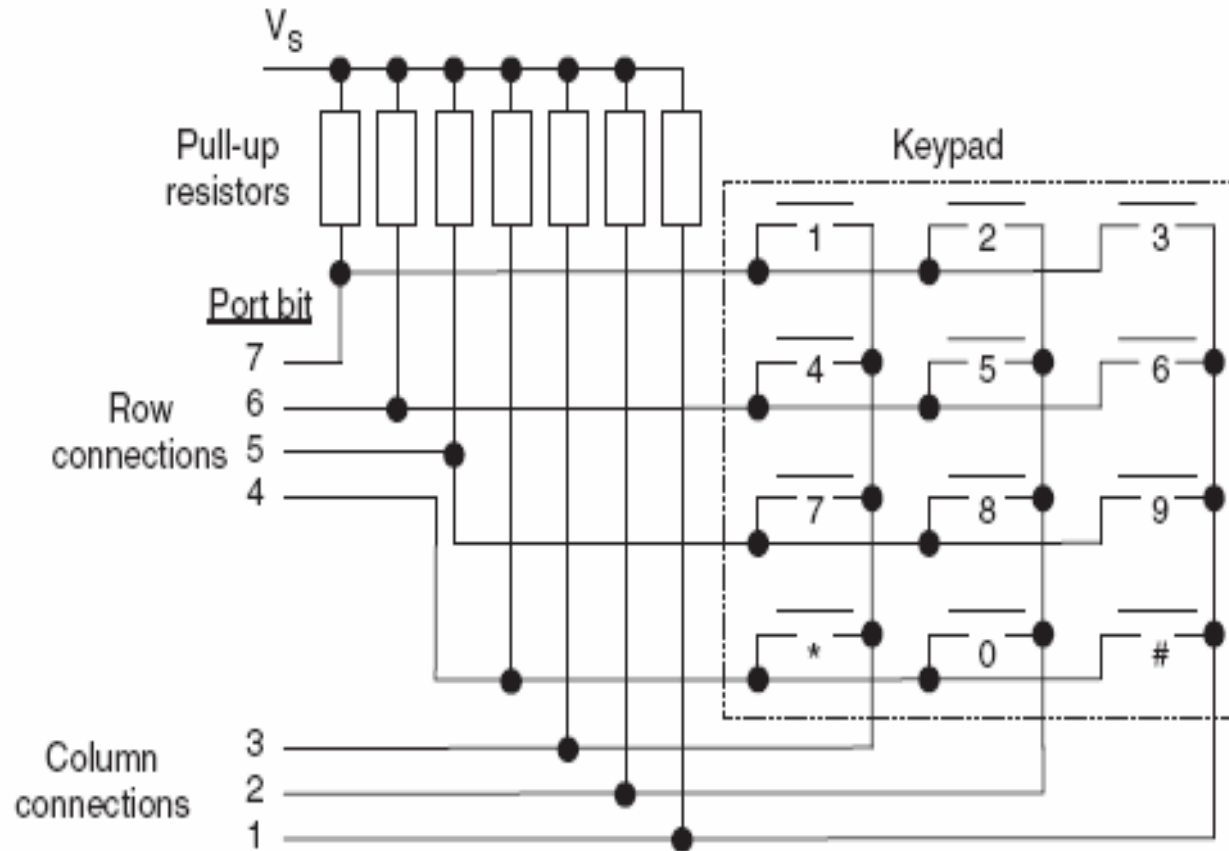 VS
Pull-up
resistors
Keypad
1 2 3
Port bit
7
4 5 6
6
Row
connections
5
4
7 8 9
* 0 #
Column
connections
3
2
1